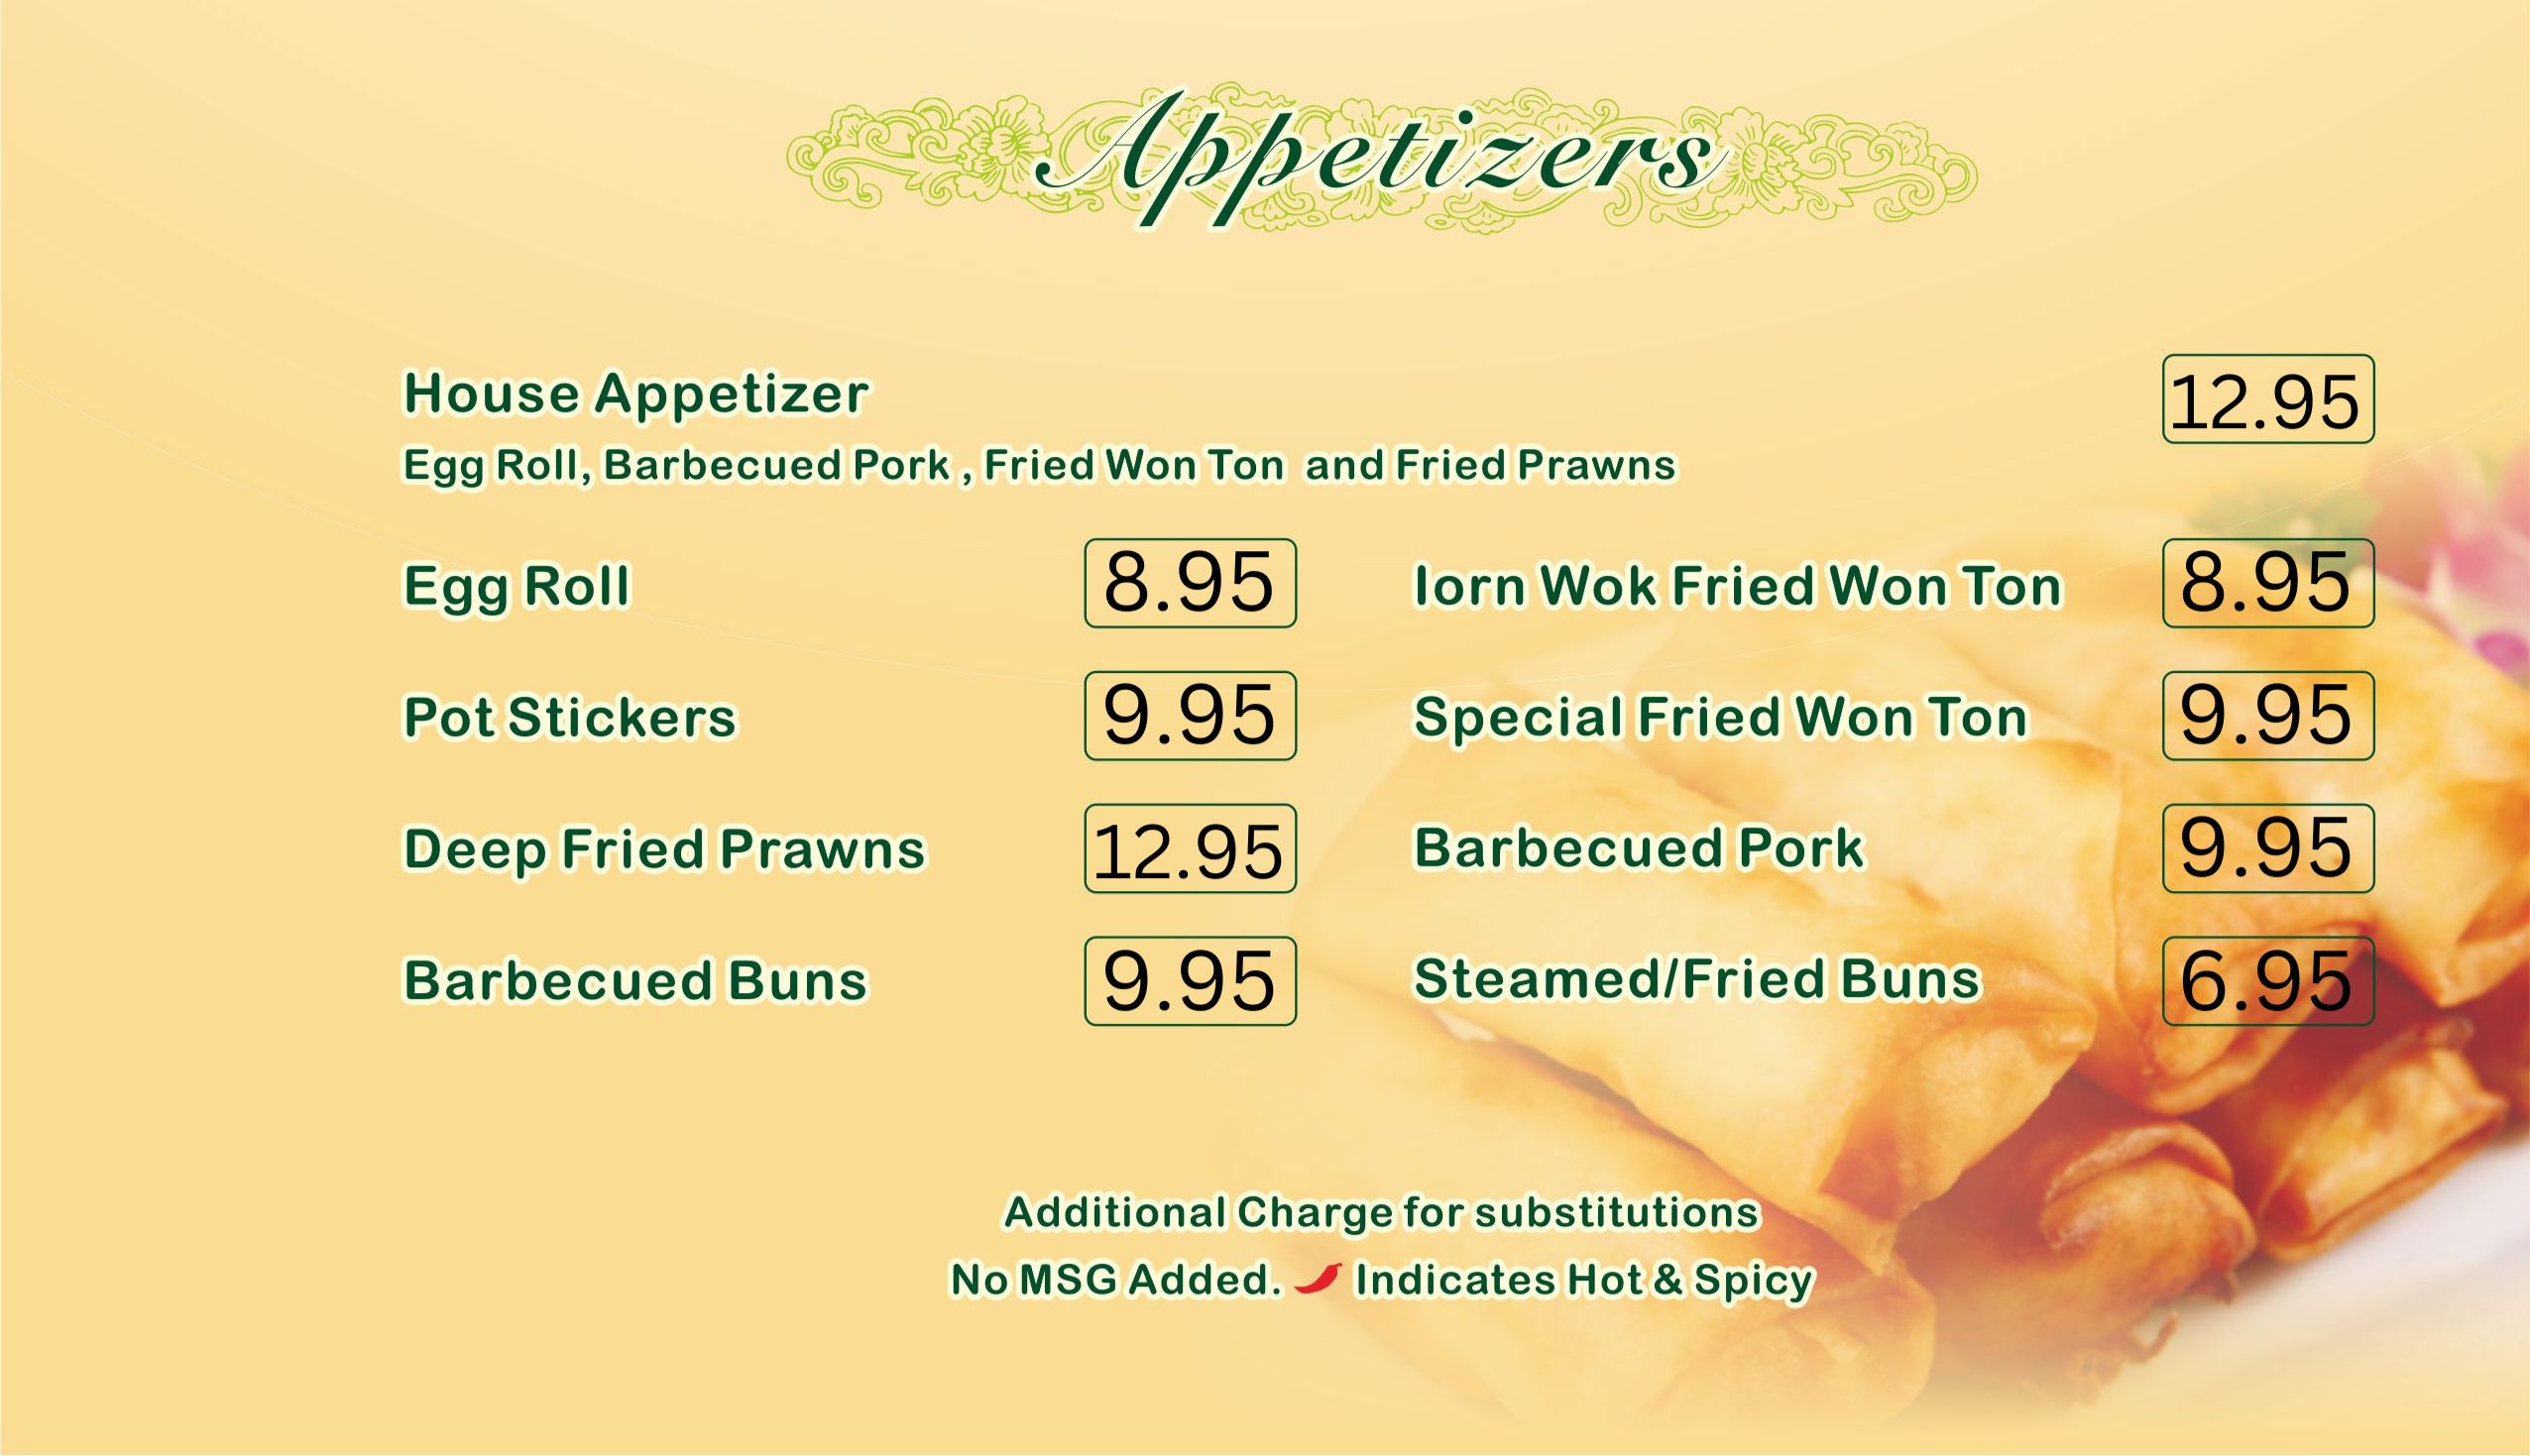 Appetizers
House Appetizer 12.95
Egg Roll, Barbecued Pork , Fried Won Ton and Fried Prawns
Egg Roll 8.95 Iorn Wok Fried Won Ton 8.95
Pot Stickers 9.95 Special Fried Won Ton 9.95
Deep Fried Prawns 12.95 Barbecued Pork 9.95
Barbecued Buns 9.95 Steamed/Fried Buns 6.95
Additional Charge for substitutions
No MSG Added. Indicates Hot & Spicy